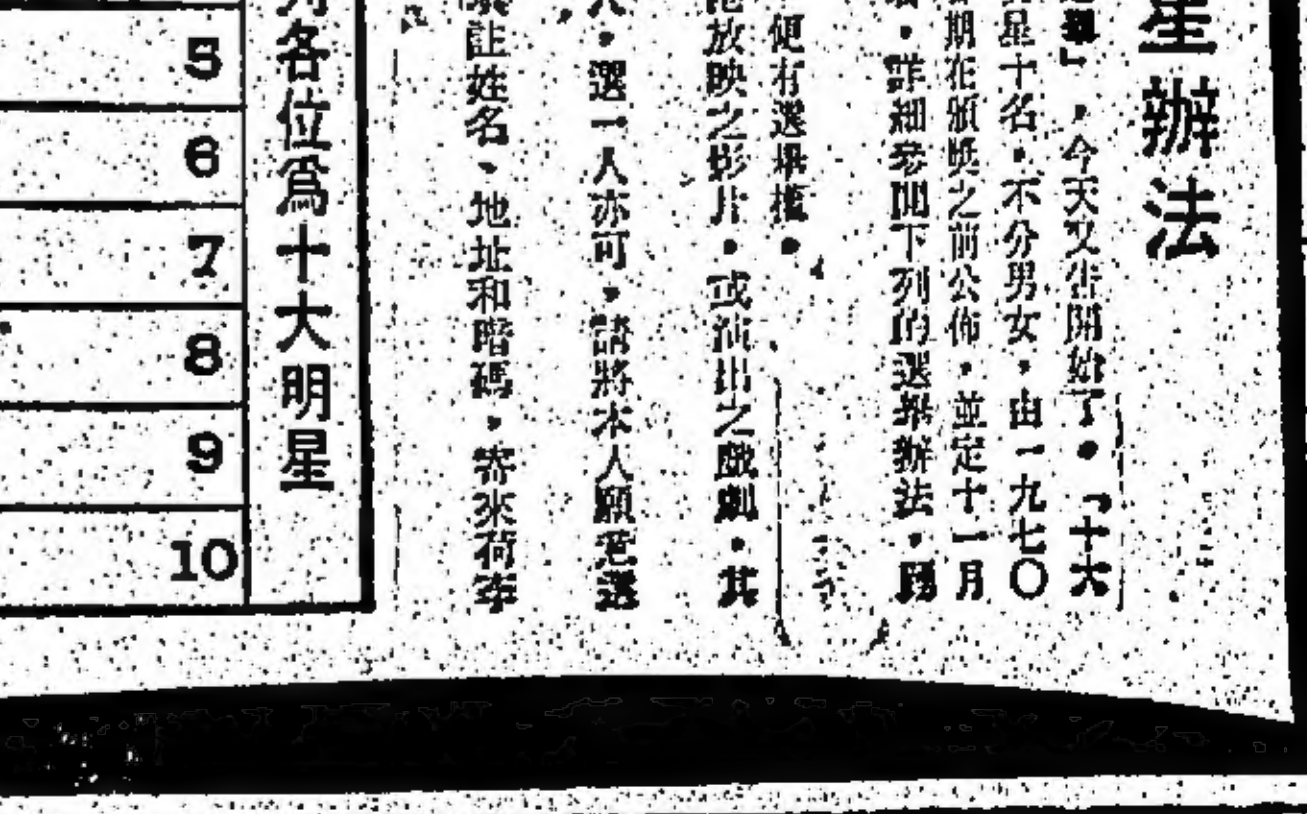 星辦法
」,今天又告開始了。「十大
星十名,不分男女,由一九七〇
期在頒獎之前公佈,並定十一月
。詳細參閱下列的選舉辦法,
便有選舉權。
放映之影片。或演出之戲劇。其
。選一人亦可,請將本人願意選
註姓名、地址和暗碼,寄來荷李
各位為十大明星
5
6
7
8
9
10